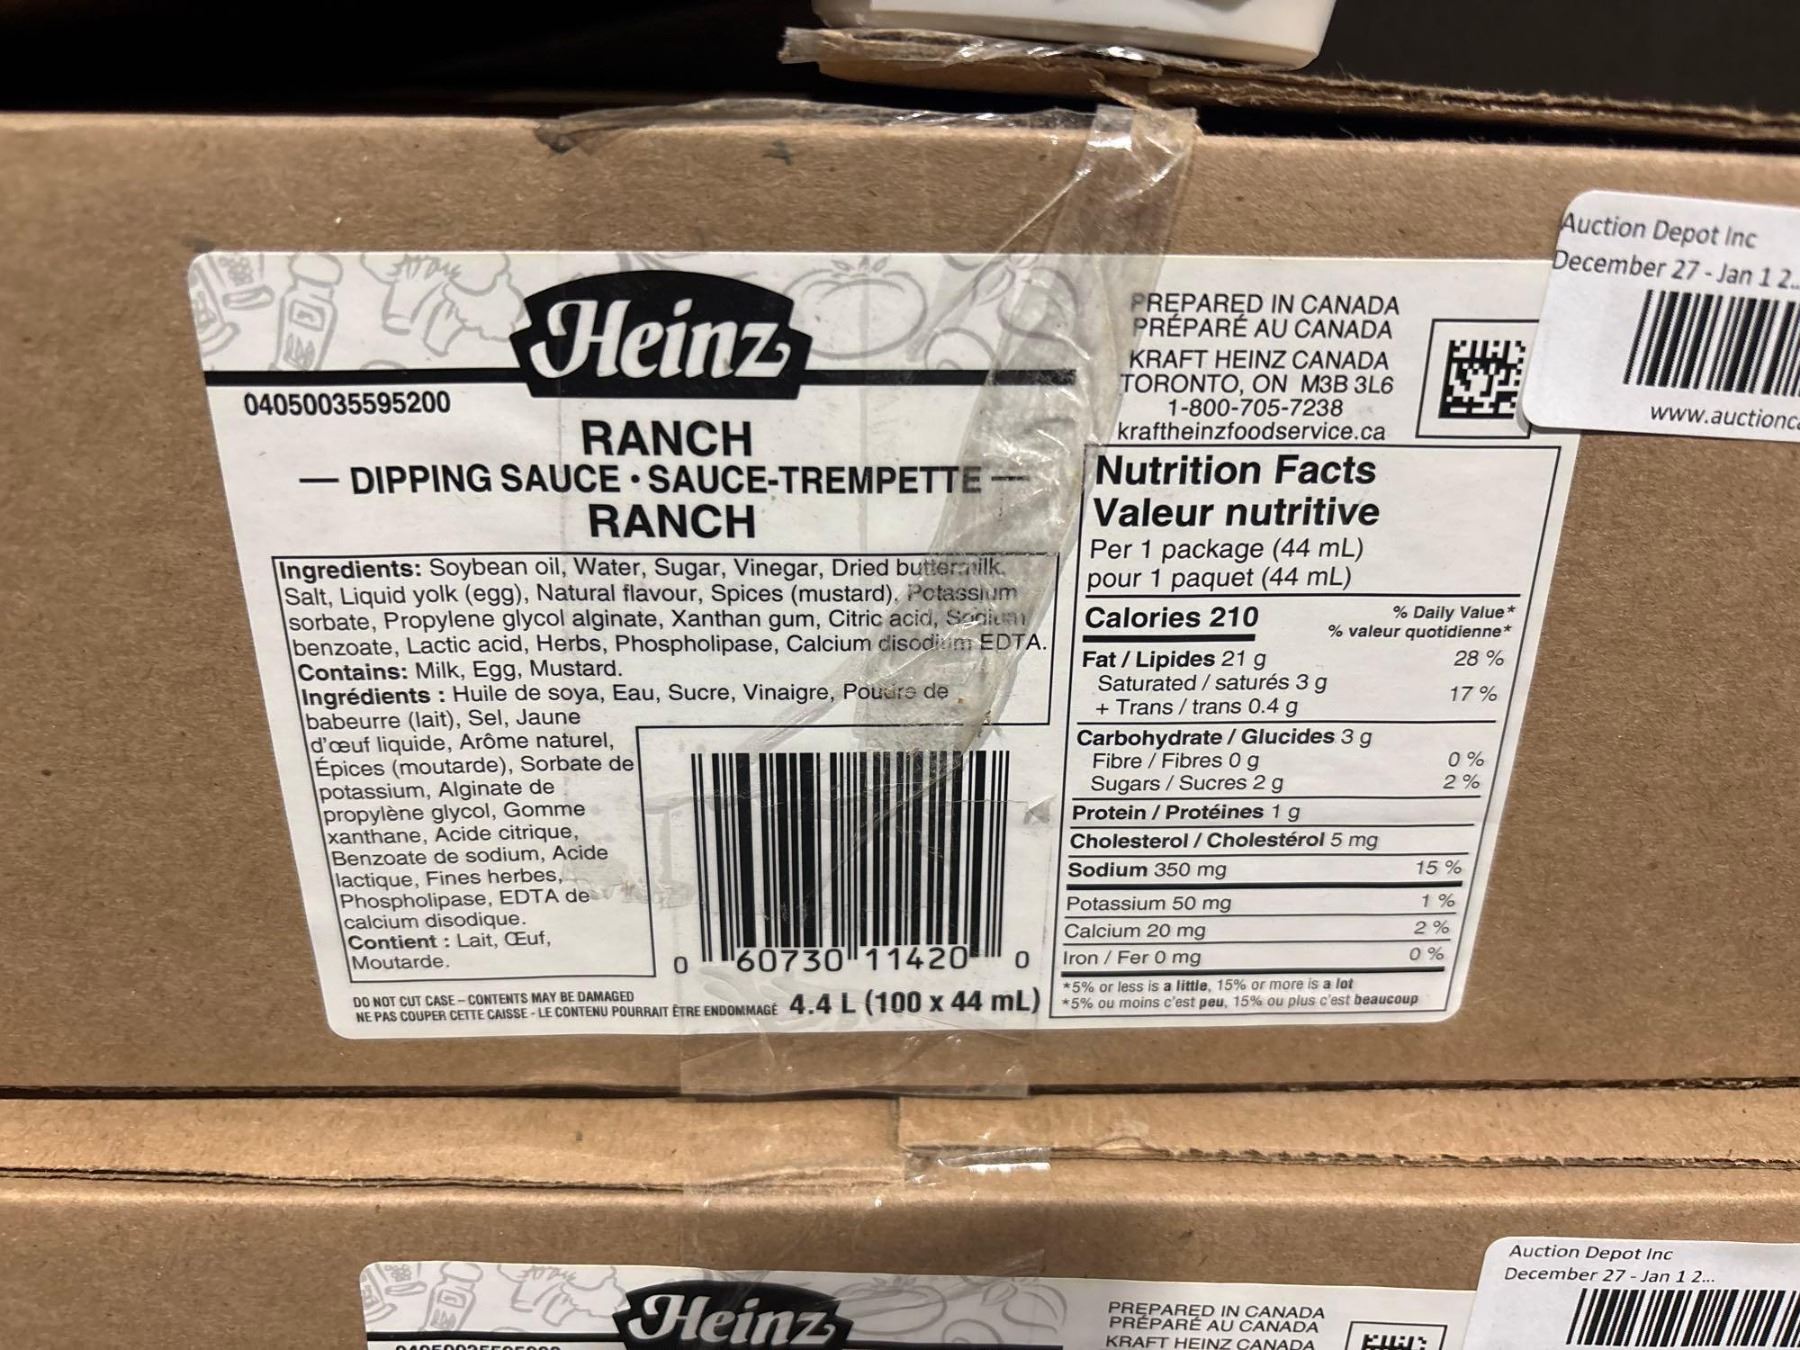 Auction Depot Inc
December 27 - Jan 1 2...
www.auctionca
Heinz
04050035595200
RANCH
— DIPPING SAUCE • SAUCE-TREMPETTE —
RANCH
Ingredients: Soybean oil, Water, Sugar, Vinegar, Dried buttermilk,
Salt, Liquid yolk (egg), Natural flavour, Spices (mustard), Potassium
sorbate, Propylene glycol alginate, Xanthan gum, Citric acid, Sodium
benzoate, Lactic acid, Herbs, Phospholipase, Calcium disodium EDTA.
Contains: Milk, Egg, Mustard.
Ingrédients : Huile de soya, Eau, Sucre, Vinaigre, Poudre de
babeurre (lait), Sel, Jaune
d'œuf liquide, Arôme naturel,
Épices (moutarde), Sorbate de
potassium, Alginate de
propylène glycol, Gomme
xanthane, Acide citrique,
Benzoate de sodium, Acide
lactique, Fines herbes,
Phospholipase, EDTA de
calcium disodique.
Contient : Lait, Œuf,
Moutarde.
0 60730 11420 0
DO NOT CUT CASE – CONTENTS MAY BE DAMAGED
NE PAS COUPER CETTE CAISSE - LE CONTENU POURRAIT ÊTRE ENDOMMAGÉ
4.4 L (100 x 44 mL)
PREPARED IN CANADA
PRÉPARÉ AU CANADA
KRAFT HEINZ CANADA
TORONTO, ON M3B 3L6
1-800-705-7238
kraftheinzfoodservice.ca
Nutrition Facts
Valeur nutritive
Per 1 package (44 mL)
pour 1 paquet (44 mL)
Calories 210
% Daily Value*
% valeur quotidienne*
Fat / Lipides 21 g 28 %
Saturated / saturés 3 g
+ Trans / trans 0.4 g 17 %
Carbohydrate / Glucides 3 g
Fibre / Fibres 0 g 0 %
Sugars / Sucres 2 g 2 %
Protein / Protéines 1 g
Cholesterol / Cholestérol 5 mg
Sodium 350 mg 15 %
Potassium 50 mg 1 %
Calcium 20 mg 2 %
Iron / Fer 0 mg 0 %
*5% or less is a little, 15% or more is a lot
*5% ou moins c'est peu, 15% ou plus c'est beaucoup
Auction Depot Inc
December 27 - Jan 1 2...
Heinz
PREPARED IN CANADA
PRÉPARÉ AU CANADA
KRAFT HEINZ CANADA